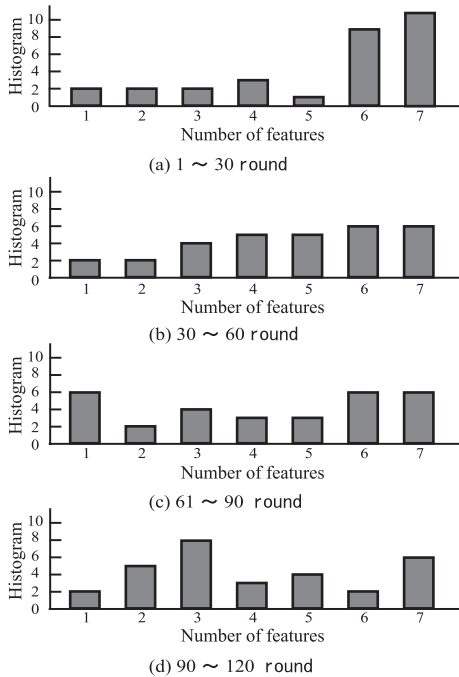 Histogram
10
8
6
4
2
0
1 2 3 4 5 6 7
Number of features
(a) 1 ~ 30 round
Histogram
10
8
6
4
2
0
1 2 3 4 5 6 7
Number of features
(b) 30 ~ 60 round
Histogram
10
8
6
4
2
0
1 2 3 4 5 6 7
Number of features
(c) 61 ~ 90 round
Histogram
10
8
6
4
2
0
1 2 3 4 5 6 7
Number of features
(d) 90 ~ 120 round